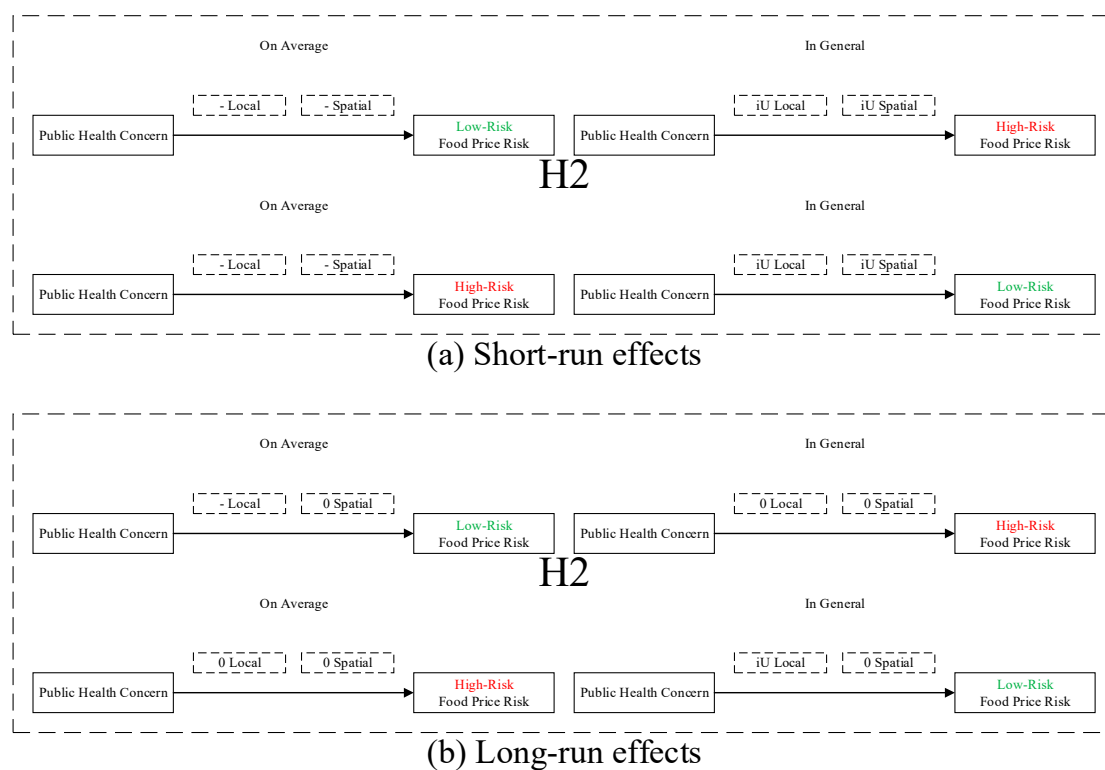 On Average
In General
- Local
- Spatial
iU Local
iU Spatial
Public Health Concern
Low-Risk
Food Price Risk
Public Health Concern
High-Risk
Food Price Risk
H2
On Average
In General
- Local
- Spatial
iU Local
iU Spatial
Public Health Concern
High-Risk
Food Price Risk
Public Health Concern
Low-Risk
Food Price Risk
(a) Short-run effects
On Average
In General
- Local
0 Spatial
0 Local
0 Spatial
Public Health Concern
Low-Risk
Food Price Risk
Public Health Concern
High-Risk
Food Price Risk
H2
On Average
In General
0 Local
0 Spatial
iU Local
0 Spatial
Public Health Concern
High-Risk
Food Price Risk
Public Health Concern
Low-Risk
Food Price Risk
(b) Long-run effects